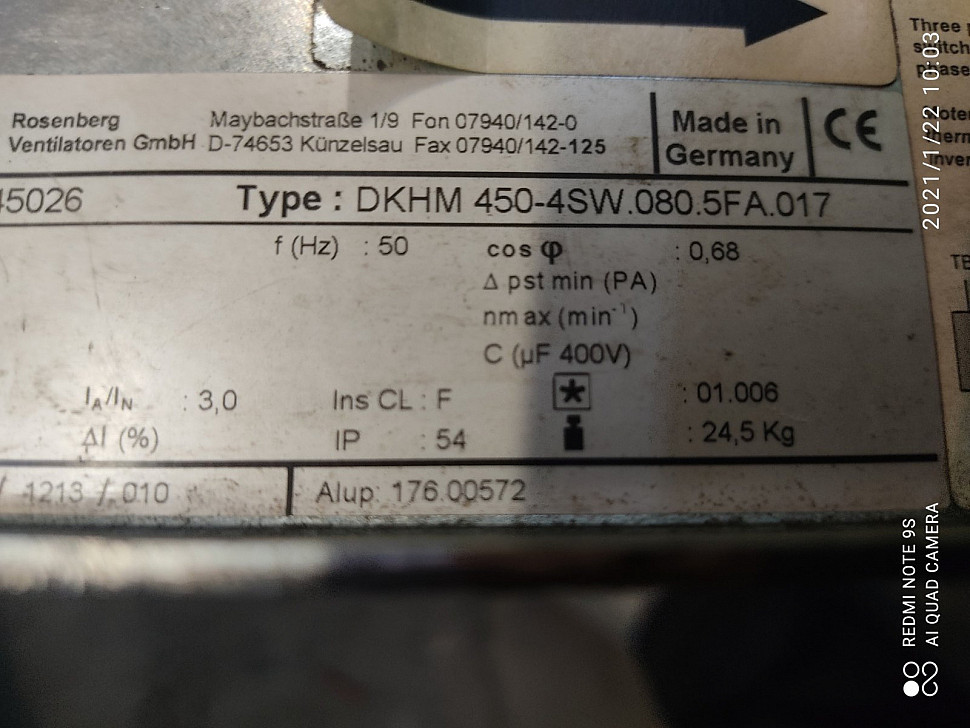 Rosenberg
Ventilatoren GmbH
Maybachstraße 1/9 Fon 07940/142-0
D-74653 Künzelsau Fax 07940/142-125
Made in
Germany
CE
45026
Type : DKHM 450-4SW.080.5FA.017
f (Hz) : 50
cos φ : 0,68
Δ pst min (PA)
nmax (min⁻¹)
C (µF 400V)
IA/IN : 3,0
Ins CL : F
: 01.006
ΔI (%)
IP : 54
: 24,5 Kg
/ 1213 / 010
Alup: 176.00572
Three
switch
phase
TB
2021/1/22 10:03
REDMI NOTE 9S
AI QUAD CAMERA